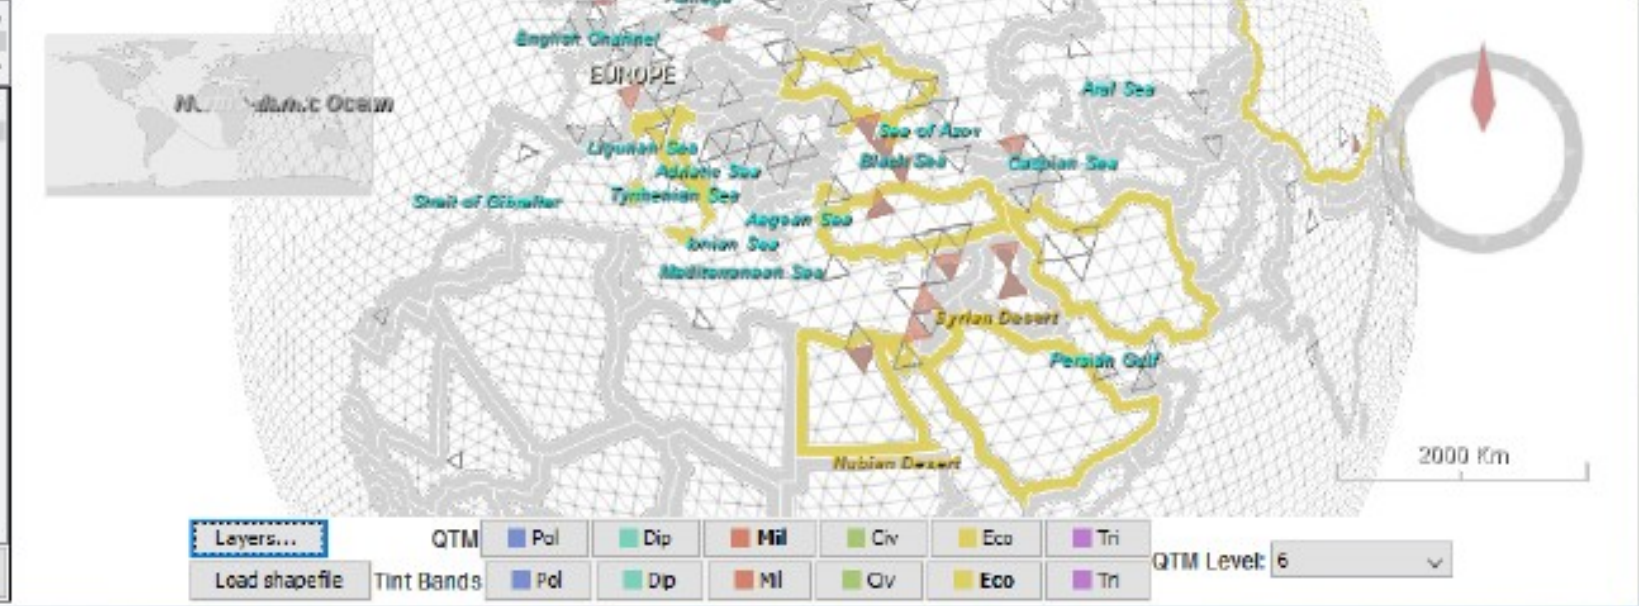 English Channel
EUROPE
Aral Sea
Sea of Azov
Ligurian Sea
Black Sea
Caspian Sea
Adriatic Sea
Tyrrhenian Sea
Strait of Gibraltar
Aegean Sea
Ionian Sea
Mediterranean Sea
Syrian Desert
Persian Gulf
Nubian Desert
2000 Km
Layers... QTM Pol Dip Mil Civ Eco Tri
QTM Level: 6
Load shapefile Tint Bands Pol Dip Mil Civ Eco Tri